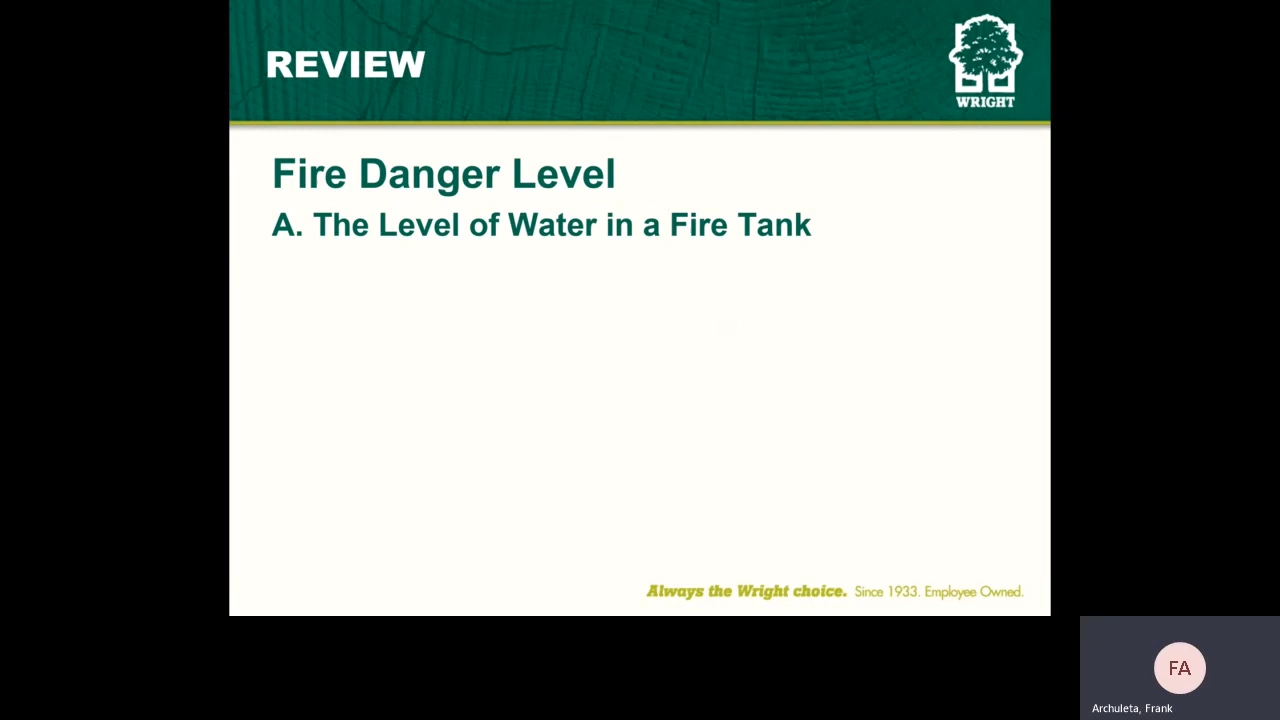 REVIEW
WRIGHT
Fire Danger Level
A. The Level of Water in a Fire Tank
Always the Wright choice. Since 1933. Employee Owned.
FA
Archuleta, Frank